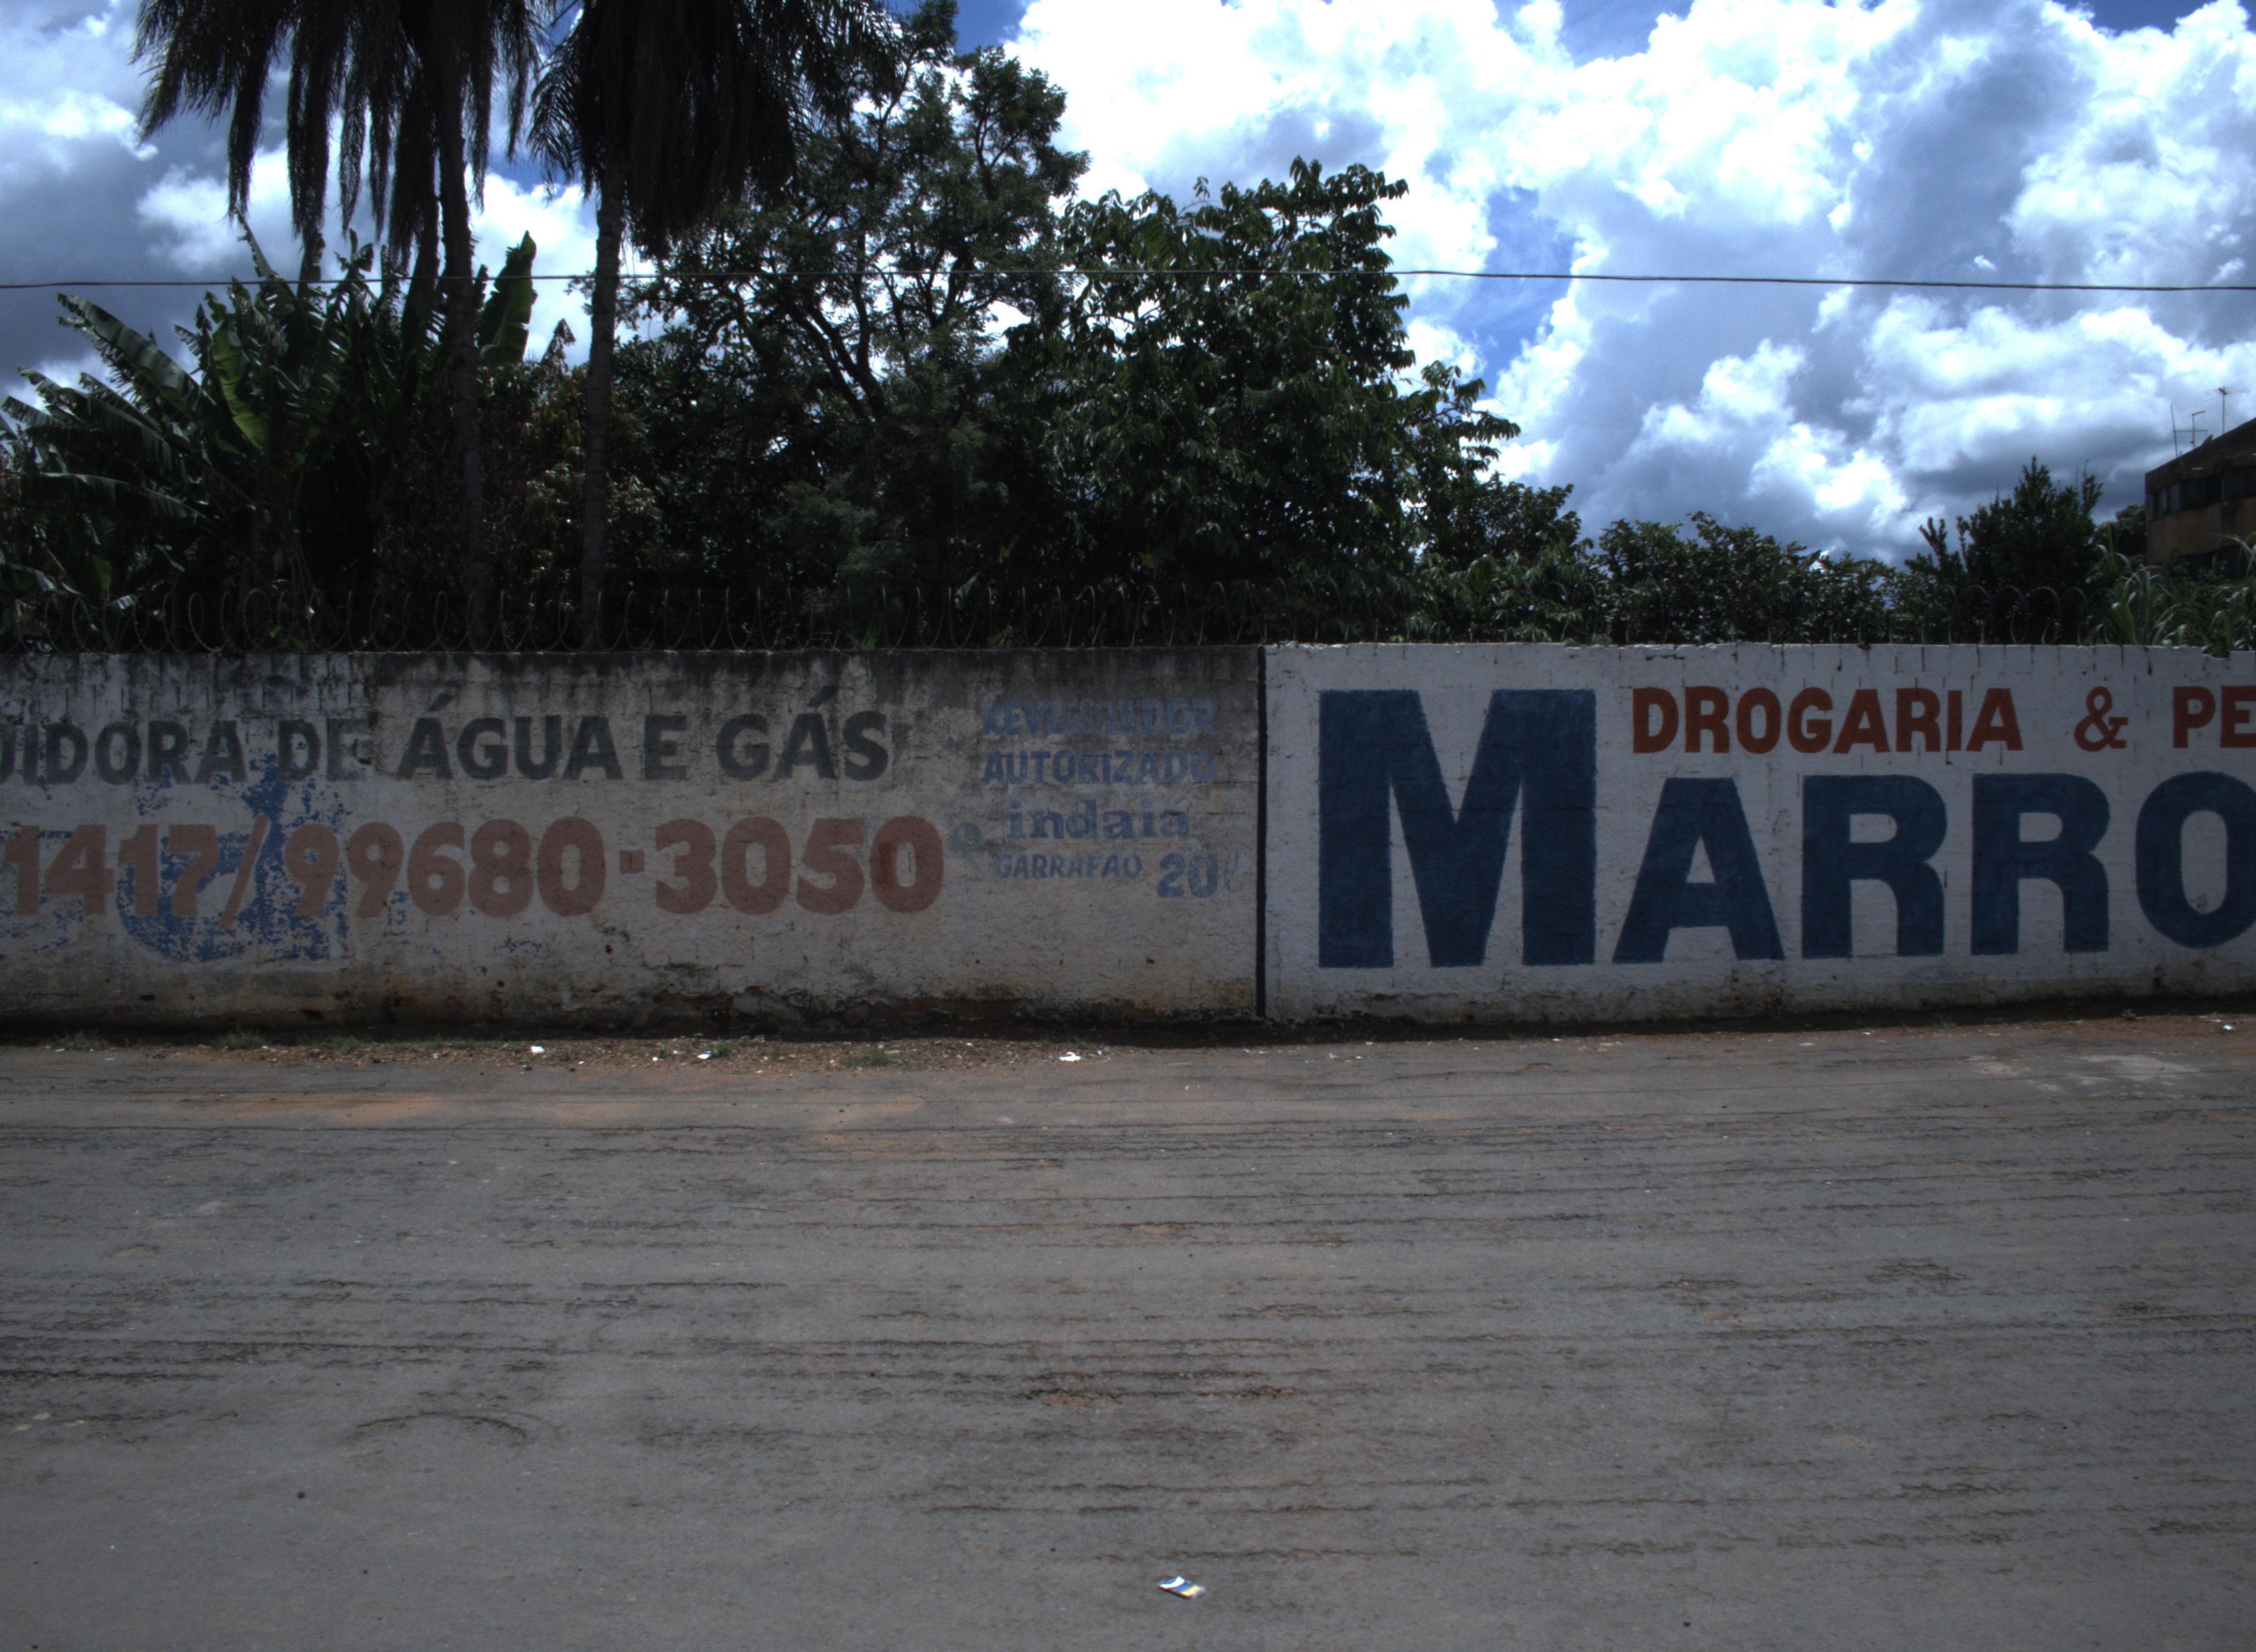 UIDORA DE ÁGUA E GÁS
1417/99680-3050
REVENDEDOR
AUTORIZADO
indaiá
GARRAFÃO 20l
DROGARIA & PE
MARRO